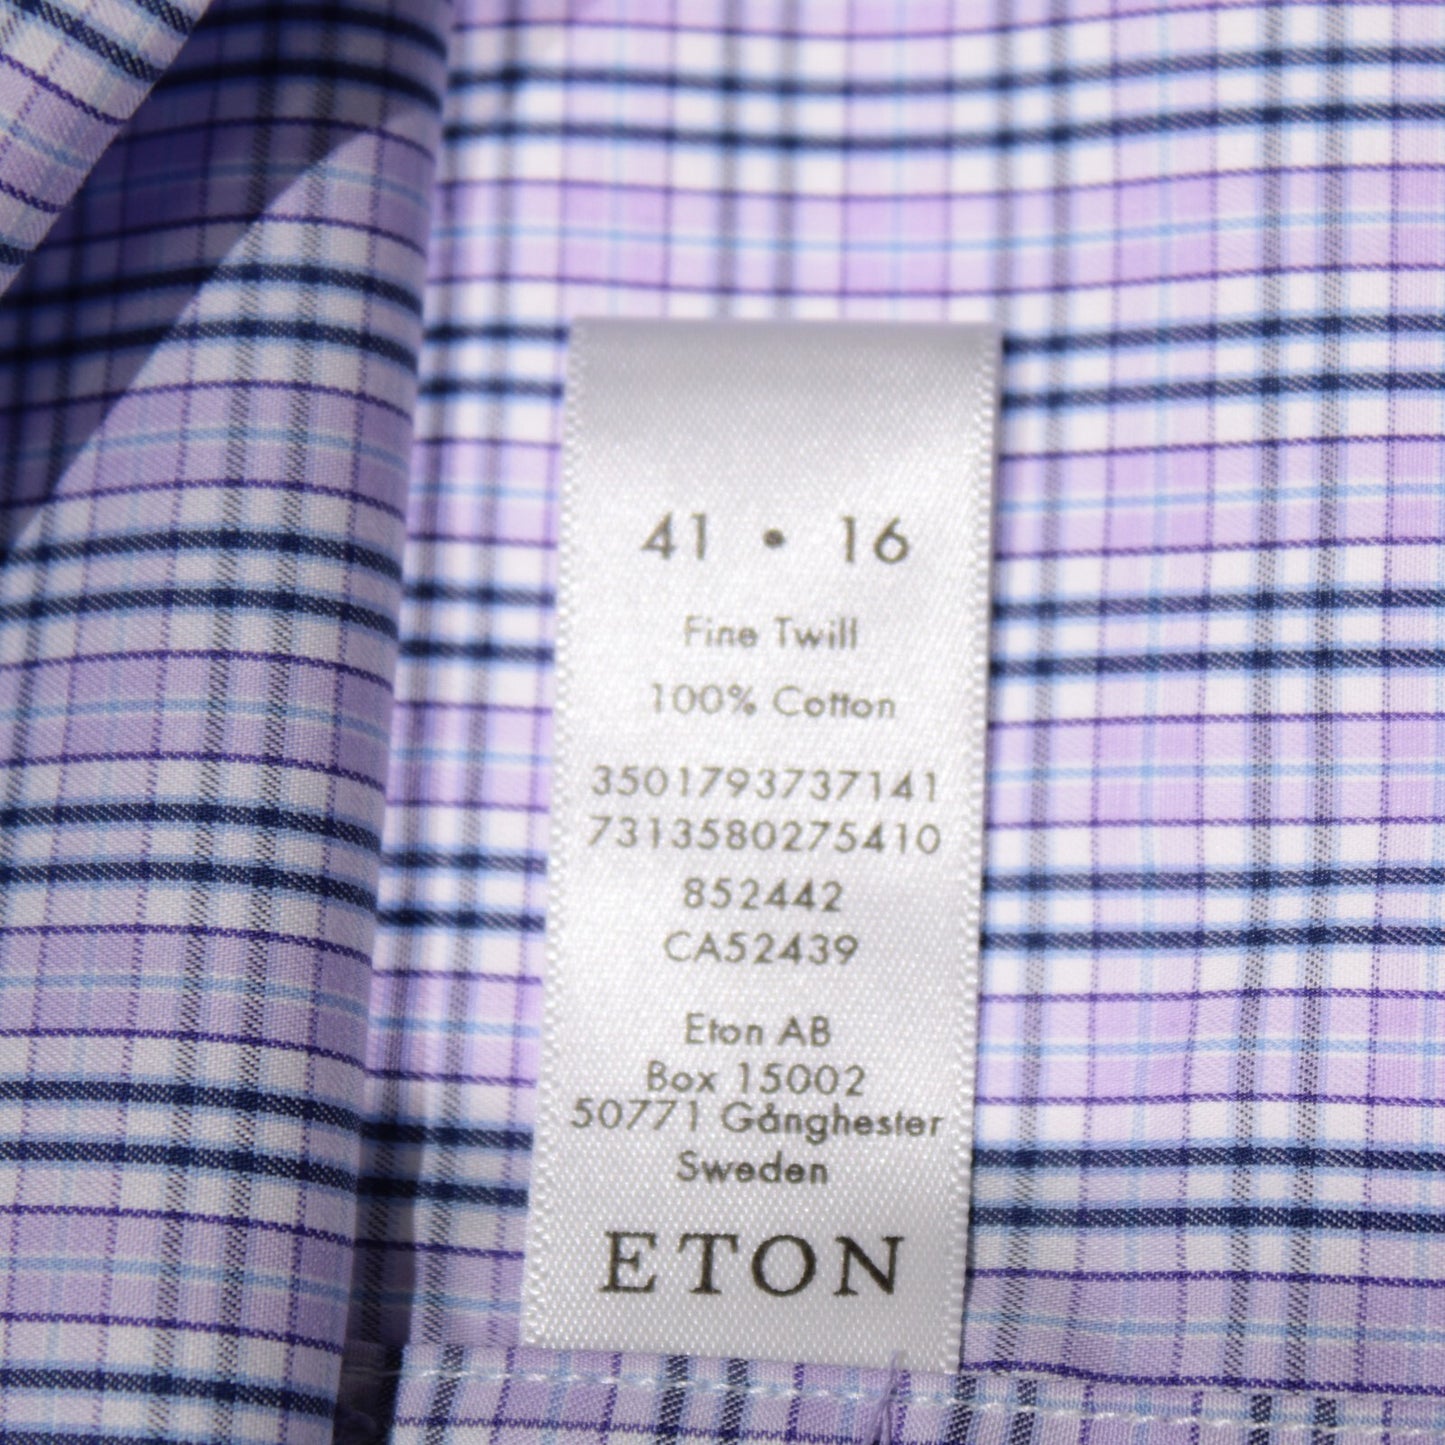 41 • 16
Fine Twill
100% Cotton
3501793737141
7313580275410
852442
CA52439
Eton AB
Box 15002
50771 Gånghester
Sweden
ETON